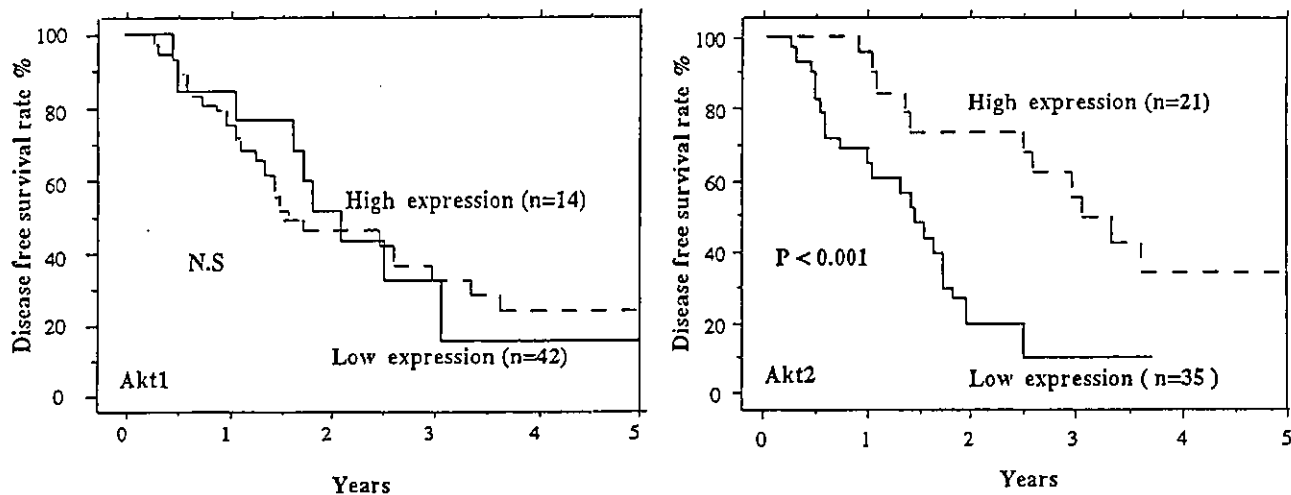 Disease free survival rate %
100
80
60
40
20
0
High expression (n=14)
N.S
Low expression (n=42)
Akt1
0 1 2 3 4 5
Years
Disease free survival rate %
100
80
60
40
20
0
High expression (n=21)
P < 0.001
Akt2
Low expression ( n=35 )
0 1 2 3 4 5
Years